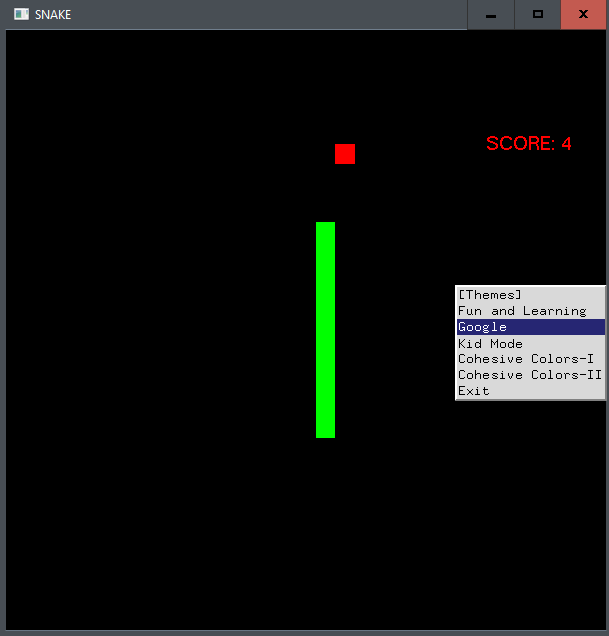 SNAKE
SCORE: 4
[Themes]
Fun and Learning
Google
Kid Mode
Cohesive Colors-I
Cohesive Colors-II
Exit